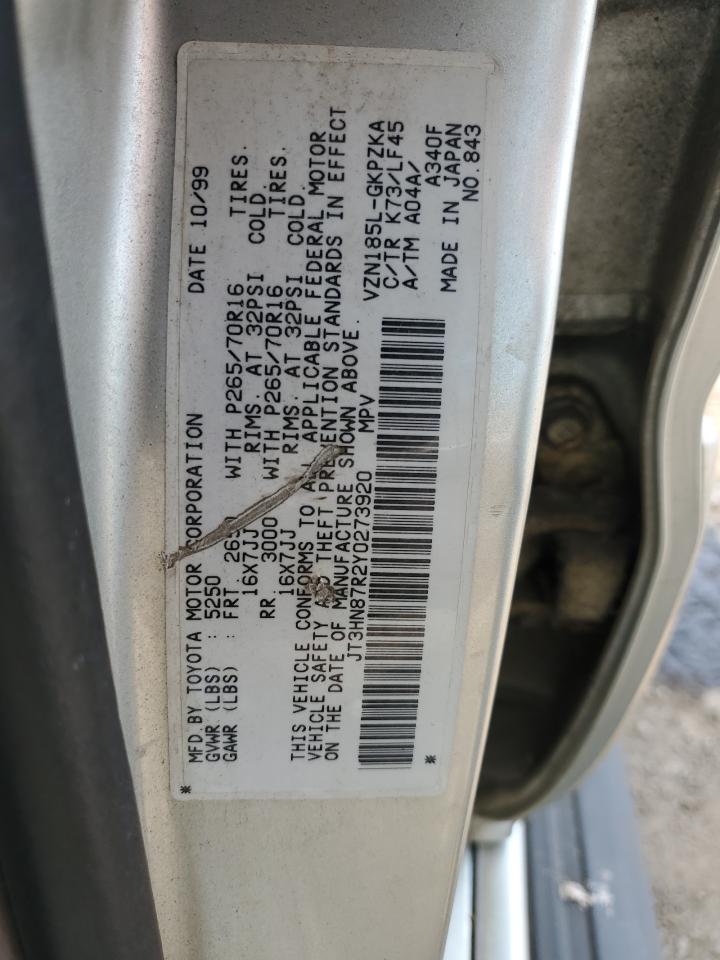 MFD.BY TOYOTA MOTOR CORPORATION DATE 10/99
GVWR(LBS) : 5250
GAWR(LBS) : FRT 2650 WITH P265/70R16 TIRES.
16X7JJ RIMS. AT 32PSI COLD.
RR. 3000 WITH P265/70R16 TIRES.
16X7JJ RIMS. AT 32PSI COLD.
THIS VEHICLE CONFORMS TO ALL APPLICABLE FEDERAL MOTOR
VEHICLE SAFETY AND THEFT PREVENTION STANDARDS IN EFFECT
ON THE DATE OF MANUFACTURE SHOWN ABOVE.
JT3HN87R2Y0273920 MPV
VZN185L-GKPZKA
C/TR K73/LF45
A/TM A04A/
A340F
* * MADE IN JAPAN
NO.843